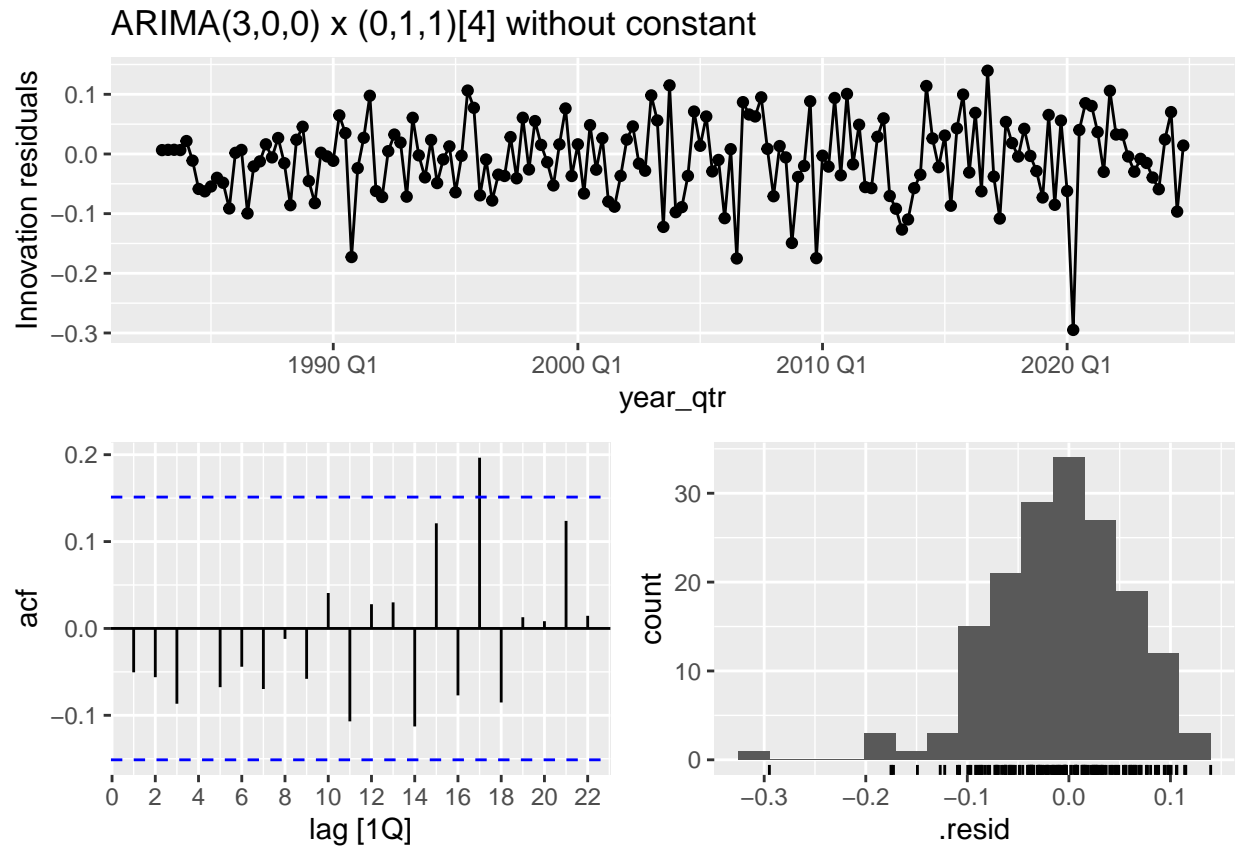 ARIMA(3,0,0) x (0,1,1)[4] without constant
Innovation residuals
0.1
0.0
−0.1
−0.2
−0.3
1990 Q1 2000 Q1 2010 Q1 2020 Q1
year_qtr
acf
0.2
0.1
0.0
−0.1
0 2 4 6 8 10 12 14 16 18 20 22
lag [1Q]
count
30
20
10
0
−0.3 −0.2 −0.1 0.0 0.1
.resid